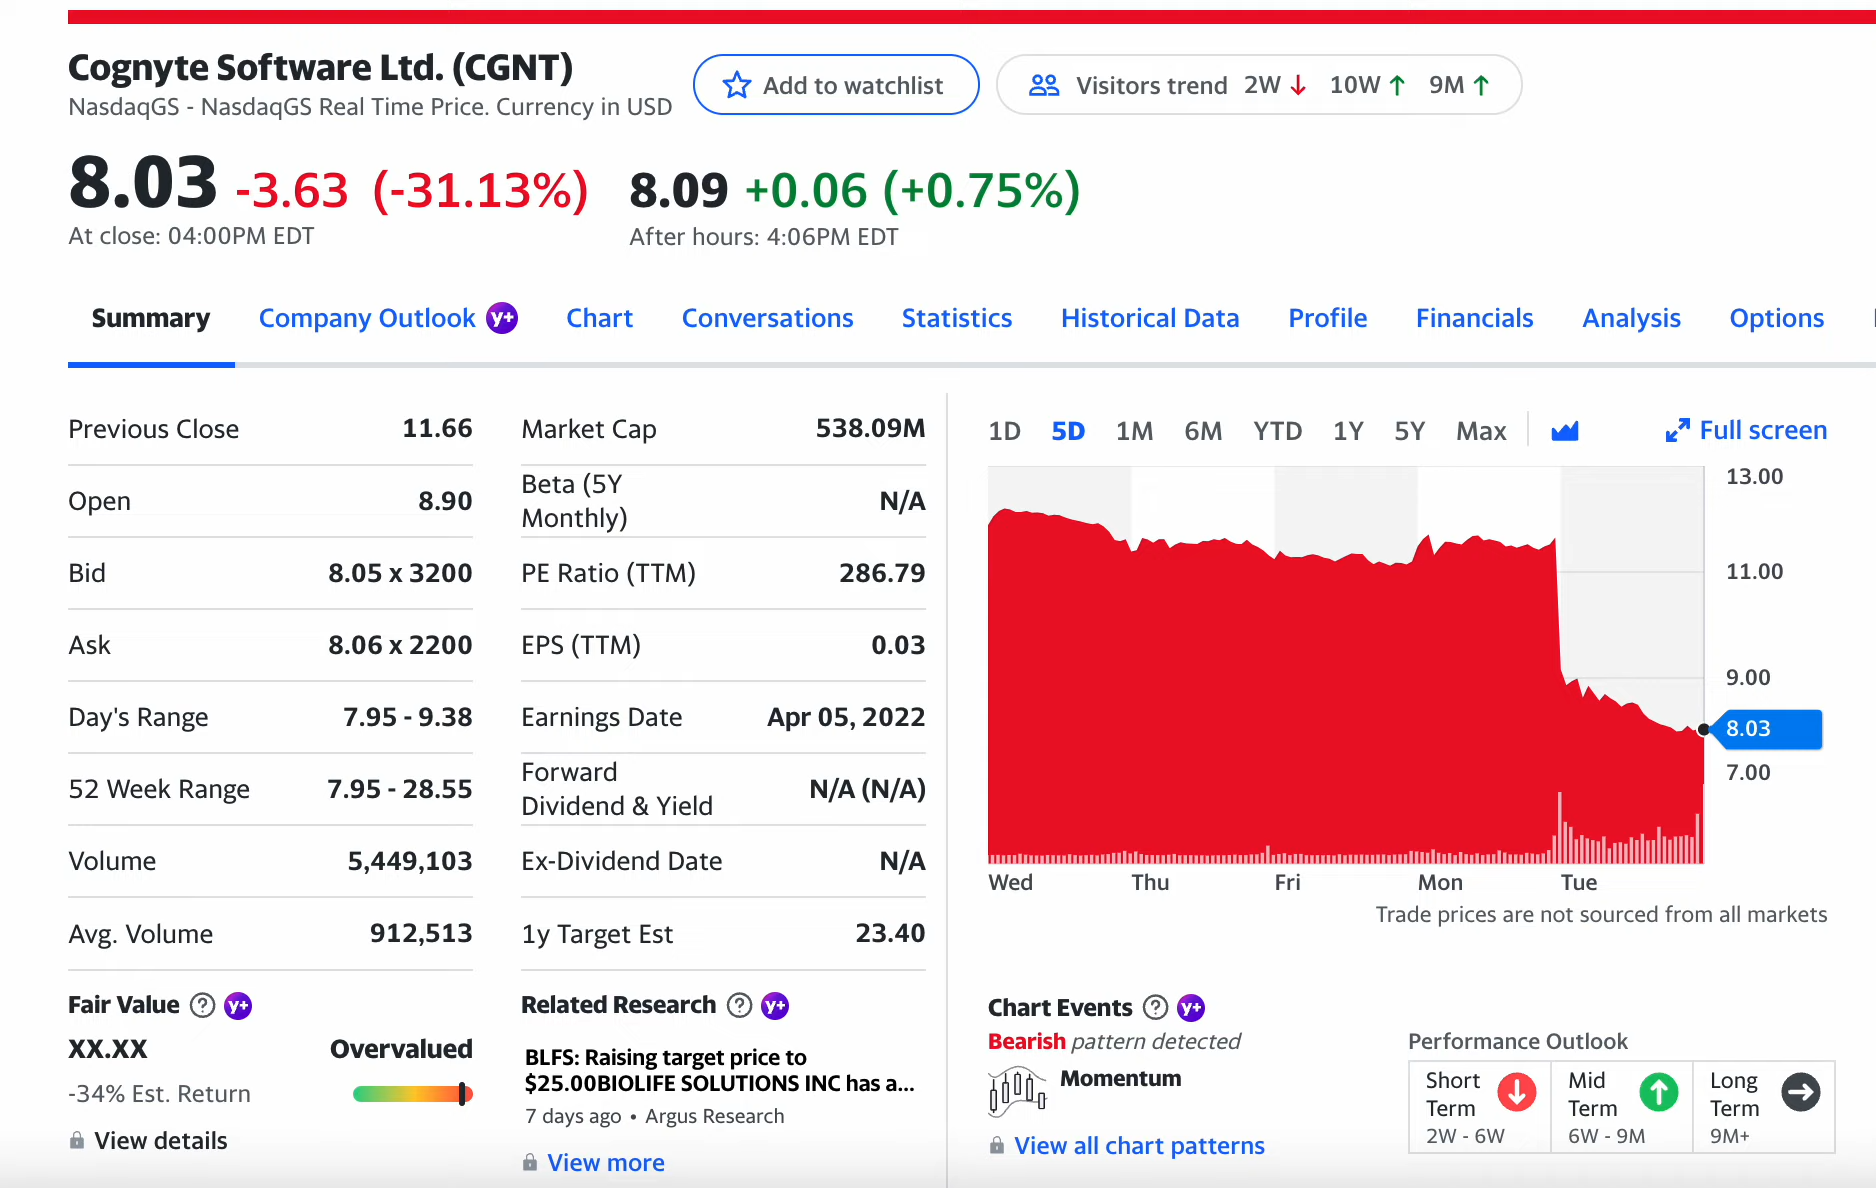 Cognyte Software Ltd. (CGNT)
NasdaqGS - NasdaqGS Real Time Price. Currency in USD
Add to watchlist
Visitors trend 2W 10W 9M
8.03 -3.63 (-31.13%)
At close: 04:00PM EDT
8.09 +0.06 (+0.75%)
After hours: 4:06PM EDT
Summary Company Outlook y+ Chart Conversations Statistics Historical Data Profile Financials Analysis Options
Previous Close 11.66
Open 8.90
Bid 8.05 x 3200
Ask 8.06 x 2200
Day's Range 7.95 - 9.38
52 Week Range 7.95 - 28.55
Volume 5,449,103
Avg. Volume 912,513
Market Cap 538.09M
Beta (5Y
Monthly) N/A
PE Ratio (TTM) 286.79
EPS (TTM) 0.03
Earnings Date Apr 05, 2022
Forward
Dividend & Yield N/A (N/A)
Ex-Dividend Date N/A
1y Target Est 23.40
1D 5D 1M 6M YTD 1Y 5Y Max
Full screen
13.00
11.00
9.00
8.03
7.00
Wed Thu Fri Mon Tue
Trade prices are not sourced from all markets
Fair Value ? y+
XX.XX Overvalued
-34% Est. Return
View details
Related Research ? y+
BLFS: Raising target price to
$25.00BIOLIFE SOLUTIONS INC has a...
7 days ago • Argus Research
View more
Chart Events ? y+
Bearish pattern detected
Momentum
View all chart patterns
Performance Outlook
Short
Term
2W - 6W
Mid
Term
6W - 9M
Long
Term
9M+